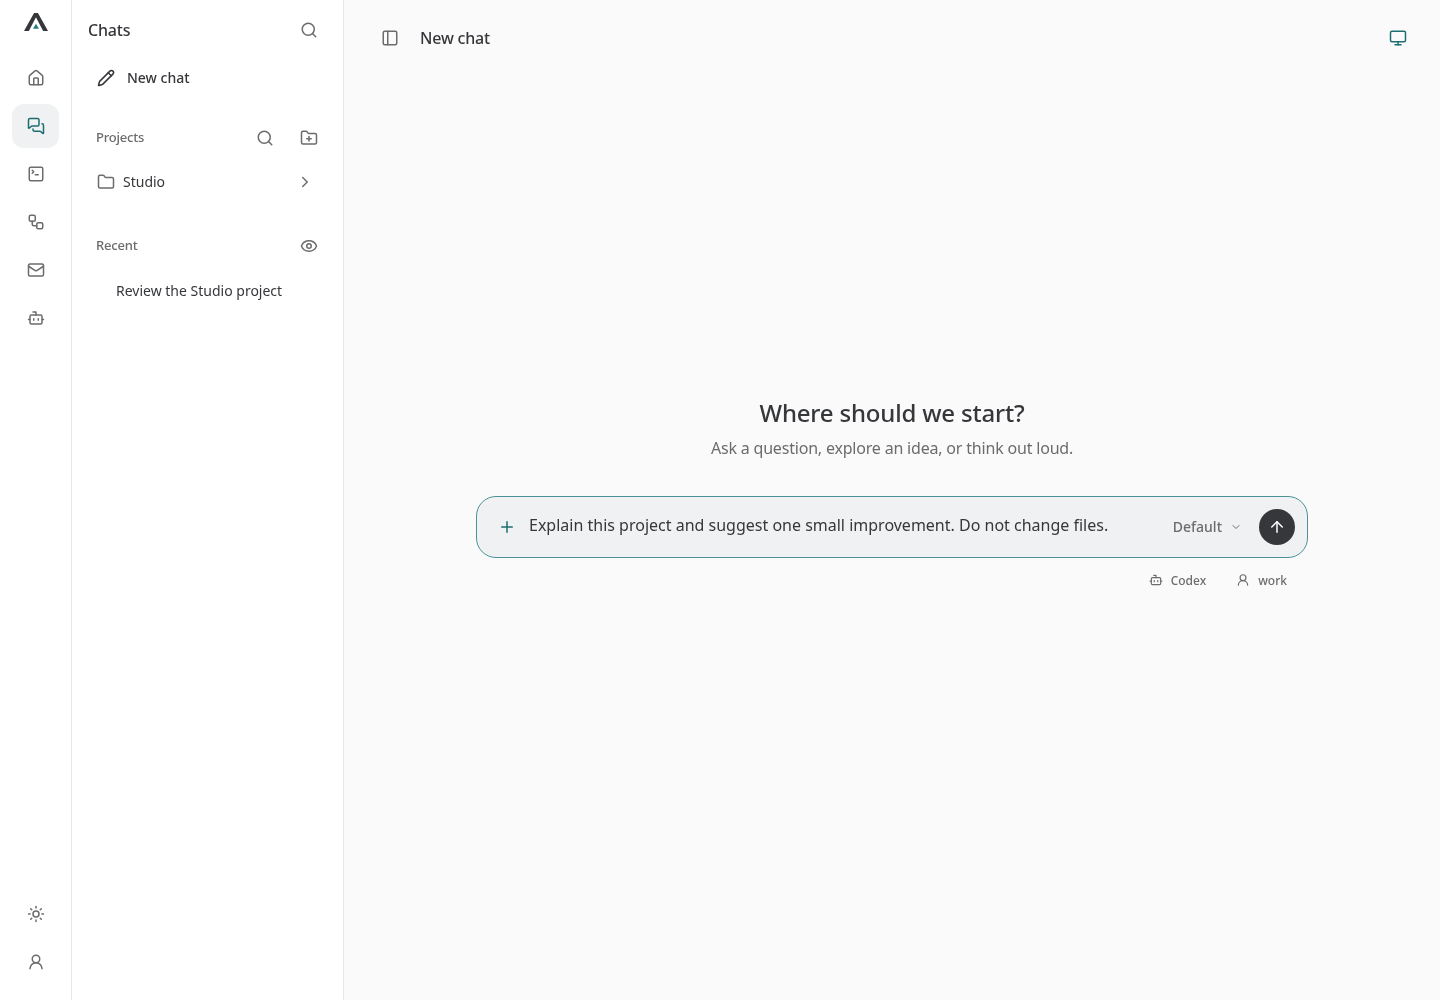 Chats
New chat
Projects
Studio
Recent
Review the Studio project
New chat
Where should we start?
Ask a question, explore an idea, or think out loud.
Explain this project and suggest one small improvement. Do not change files.
Default
Codex
work